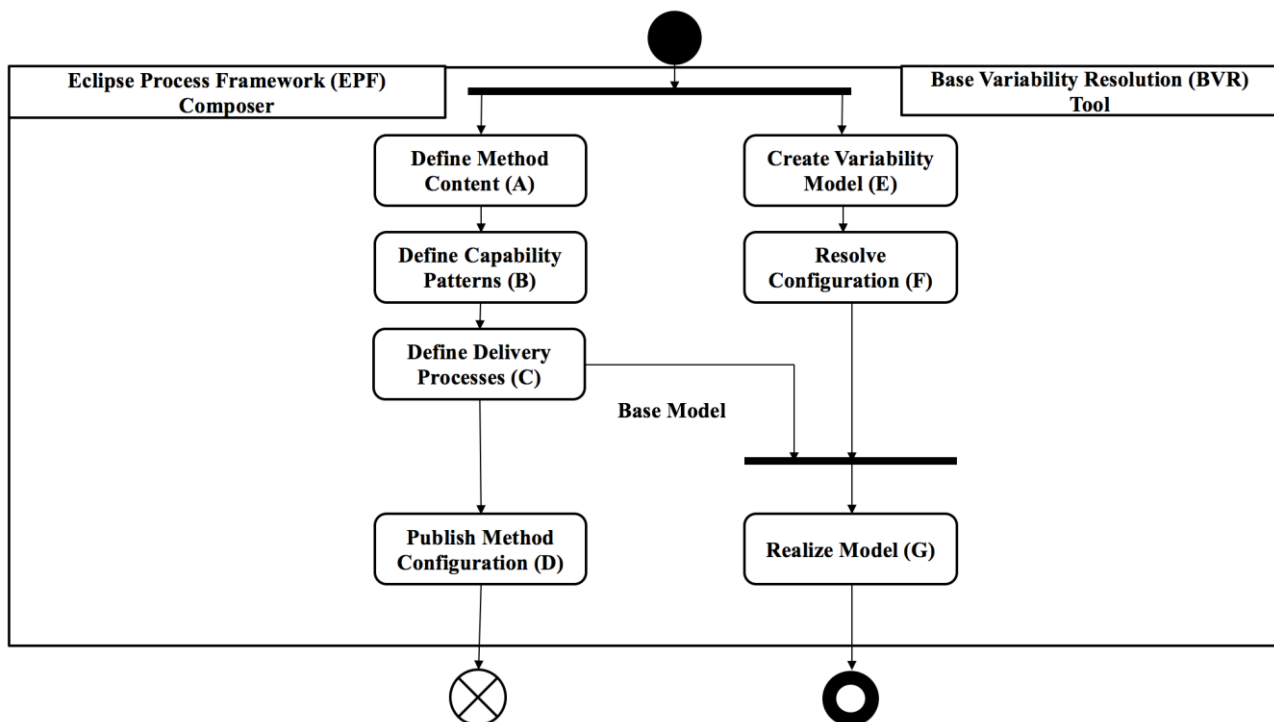 Eclipse Process Framework (EPF)
Composer
Base Variability Resolution (BVR)
Tool
Define Method
Content (A)
Create Variability
Model (E)
Define Capability
Patterns (B)
Resolve
Configuration (F)
Define Delivery
Processes (C)
Base Model
Publish Method
Configuration (D)
Realize Model (G)